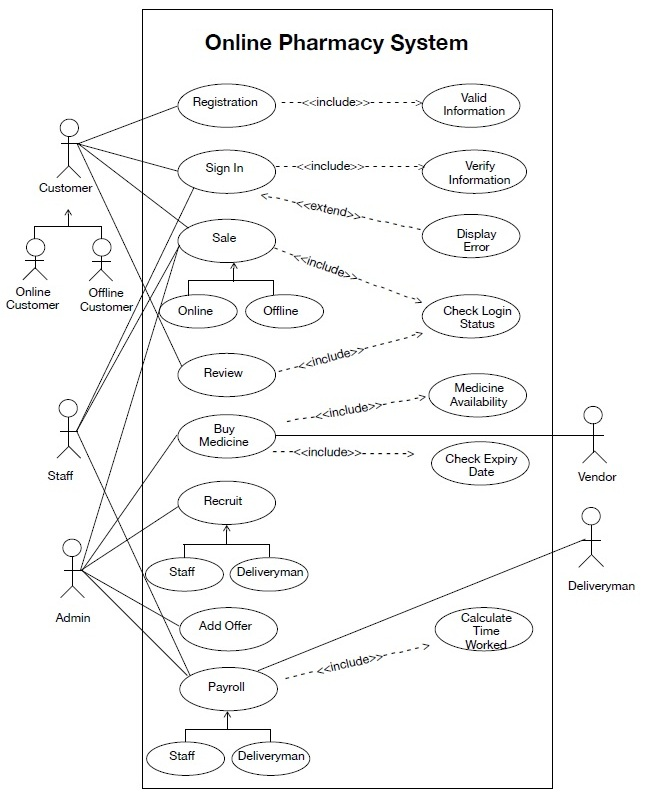 Online Pharmacy System
Registration
<<include>>
Valid
Information
Customer
Sign In
<<include>>
Verify
Information
<<extend>>
Display
Error
Sale
<<include>>
Online
Customer
Offline
Customer
Online
Offline
Check Login
Status
Review
<<include>>
Medicine
Availability
Buy
Medicine
<<include>>
<<include>>
Check Expiry
Date
Staff
Vendor
Recruit
Staff
Deliveryman
Deliveryman
Admin
Add Offer
Calculate
Time
Worked
Payroll
<<include>>
Staff
Deliveryman